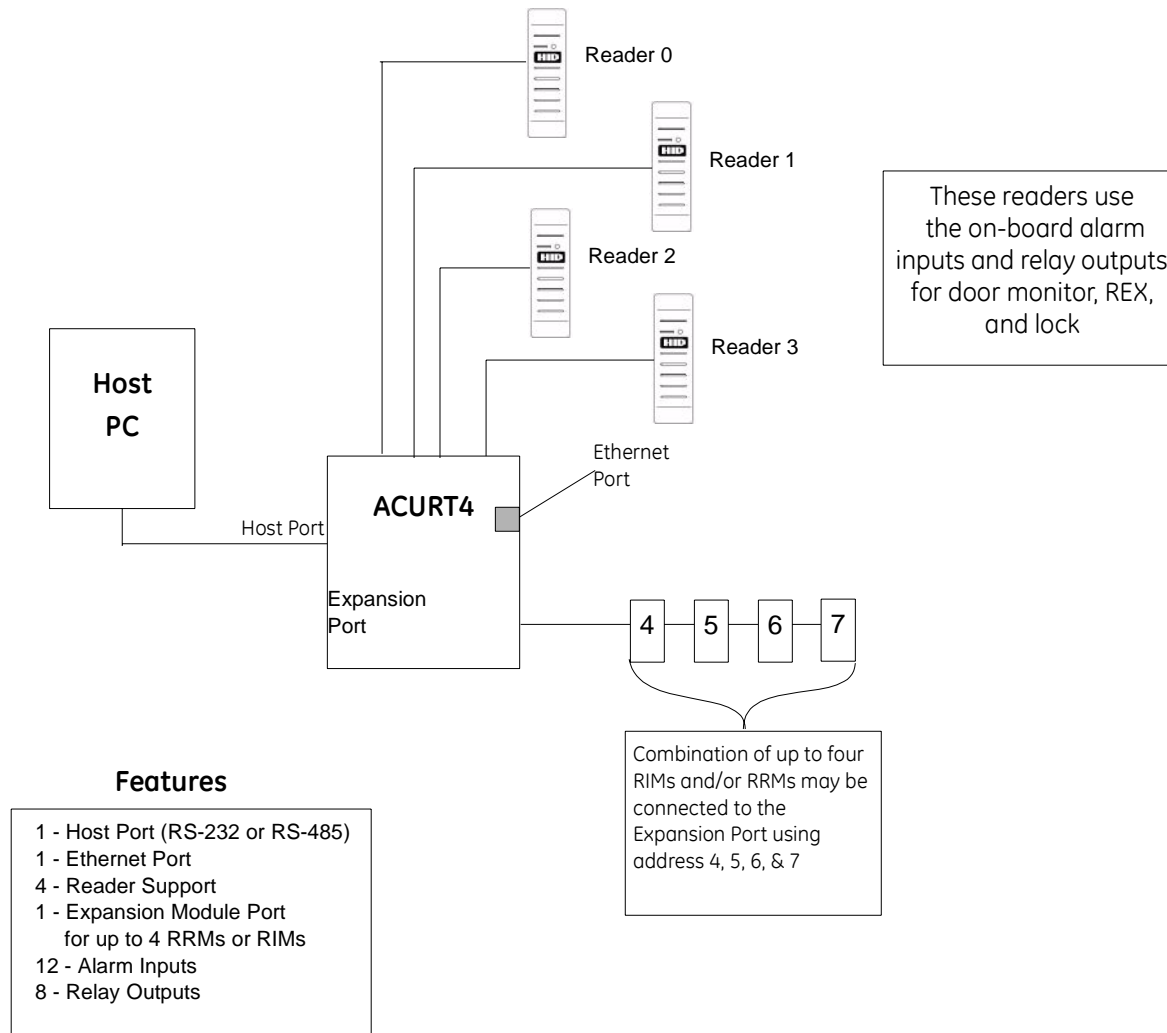 Reader 0
HID
Reader 1
HID
Reader 2
HID
Reader 3
HID
These readers use
the on-board alarm
inputs and relay outputs
for door monitor, REX,
and lock
Host
PC
Host Port
ACURT4
Ethernet
Port
Expansion
Port
4
5
6
7
Combination of up to four
RIMs and/or RRMs may be
connected to the
Expansion Port using
address 4, 5, 6, & 7
Features
1 - Host Port (RS-232 or RS-485)
1 - Ethernet Port
4 - Reader Support
1 - Expansion Module Port
for up to 4 RRMs or RIMs
12 - Alarm Inputs
8 - Relay Outputs